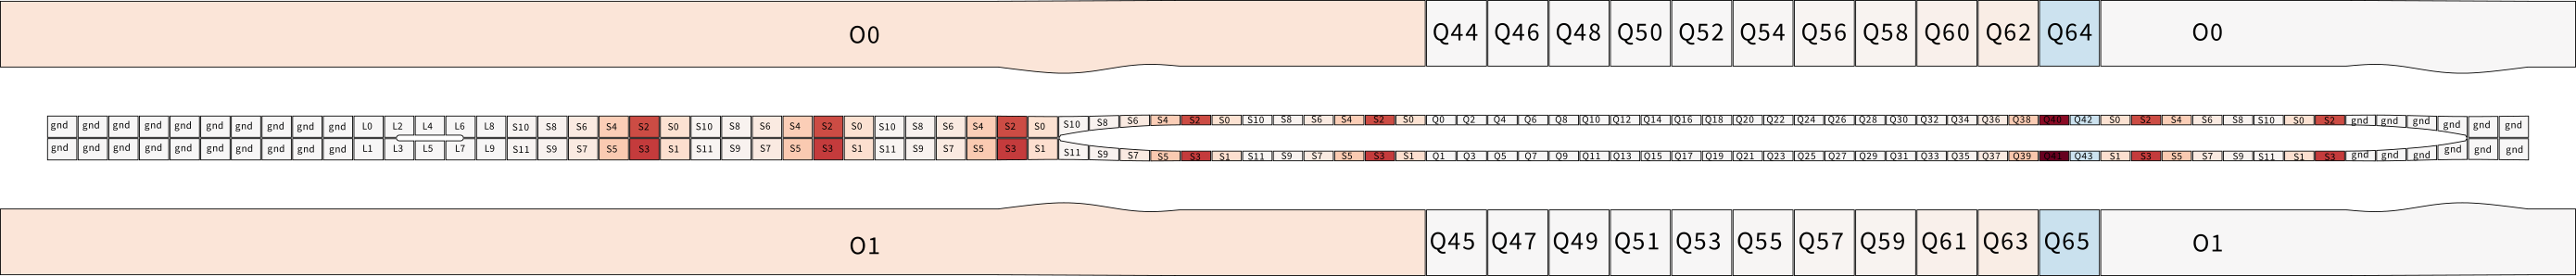 O0 Q44 Q46 Q48 Q50 Q52 Q54 Q56 Q58 Q60 Q62 Q64 O0
gnd gnd gnd gnd gnd gnd gnd gnd gnd gnd L0 L2 L4 L6 L8 S10 S8 S6 S4 S2 S0 S10 S8 S6 S4 S2 S0 S10 S8 S6 S4 S2 S0 S10 S8 S6 S4 S2 S0 S10 S8 S6 S4 S2 S0 Q0 Q2 Q4 Q6 Q8 Q10 Q12 Q14 Q16 Q18 Q20 Q22 Q24 Q26 Q28 Q30 Q32 Q34 Q36 Q38 Q40 Q42 S0 S2 S4 S6 S8 S10 S0 S2 gnd gnd gnd gnd gnd gnd
gnd gnd gnd gnd gnd gnd gnd gnd gnd gnd L1 L3 L5 L7 L9 S11 S9 S7 S5 S3 S1 S11 S9 S7 S5 S3 S1 S11 S9 S7 S5 S3 S1 S11 S9 S7 S5 S3 S1 S11 S9 S7 S5 S3 S1 Q1 Q3 Q5 Q7 Q9 Q11 Q13 Q15 Q17 Q19 Q21 Q23 Q25 Q27 Q29 Q31 Q33 Q35 Q37 Q39 Q41 Q43 S1 S3 S5 S7 S9 S11 S1 S3 gnd gnd gnd gnd gnd gnd
O1 Q45 Q47 Q49 Q51 Q53 Q55 Q57 Q59 Q61 Q63 Q65 O1